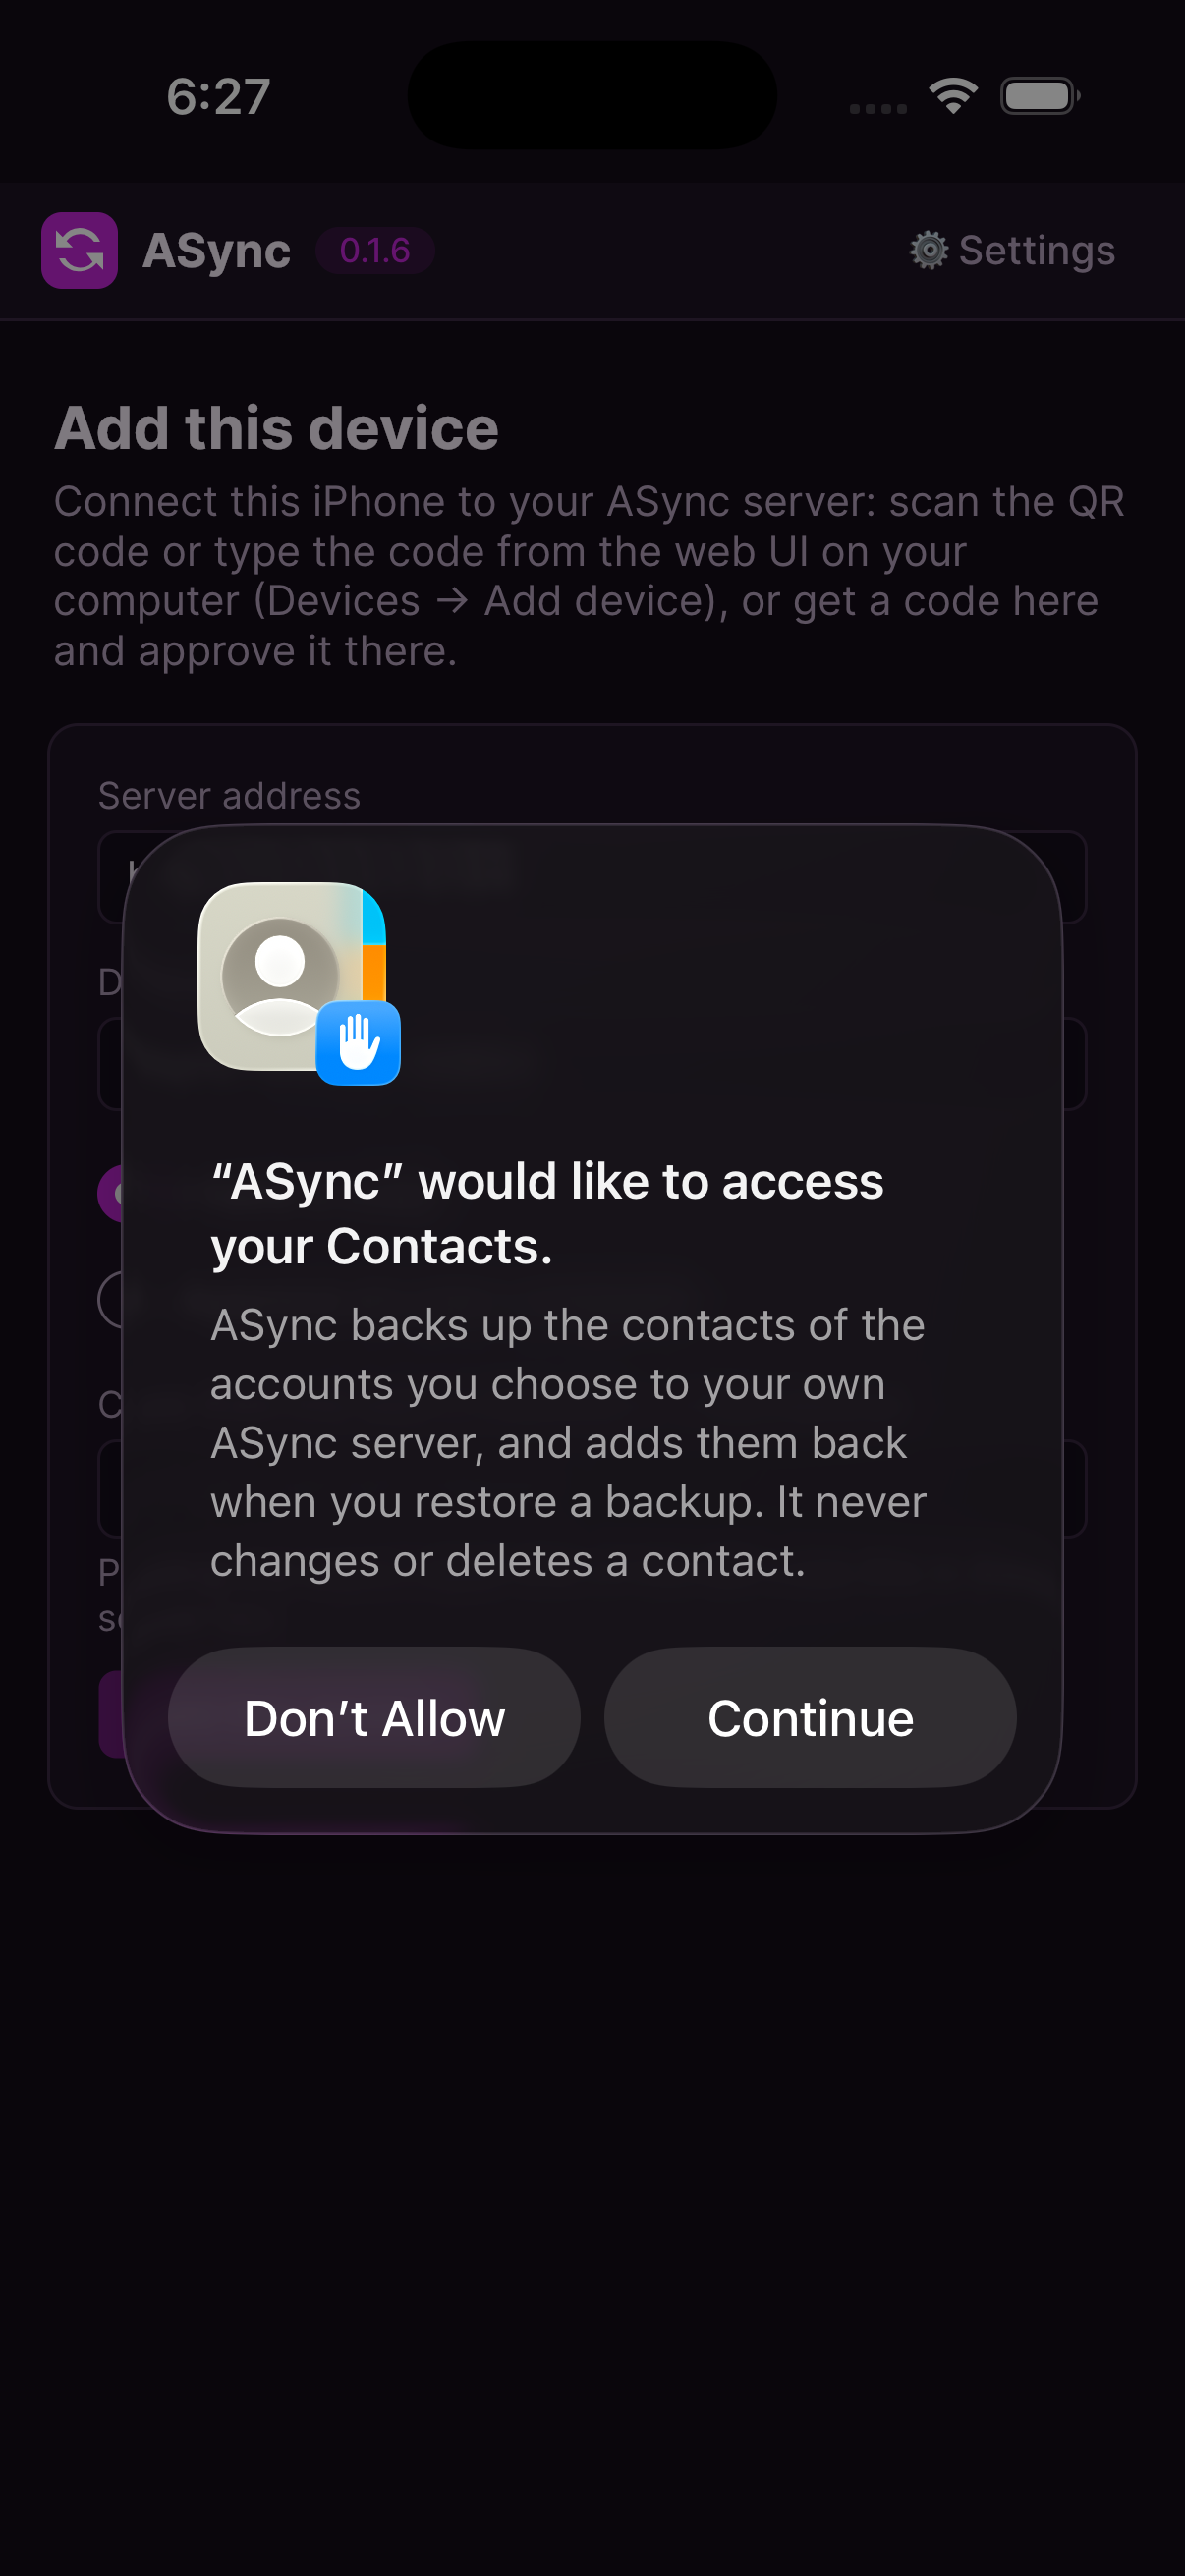 6:27
ASync 0.1.6
Settings
Add this device
Connect this iPhone to your ASync server: scan the QR
code or type the code from the web UI on your
computer (Devices → Add device), or get a code here
and approve it there.
Server address
“ASync” would like to access
your Contacts.
ASync backs up the contacts of the
accounts you choose to your own
ASync server, and adds them back
when you restore a backup. It never
changes or deletes a contact.
Don’t Allow
Continue